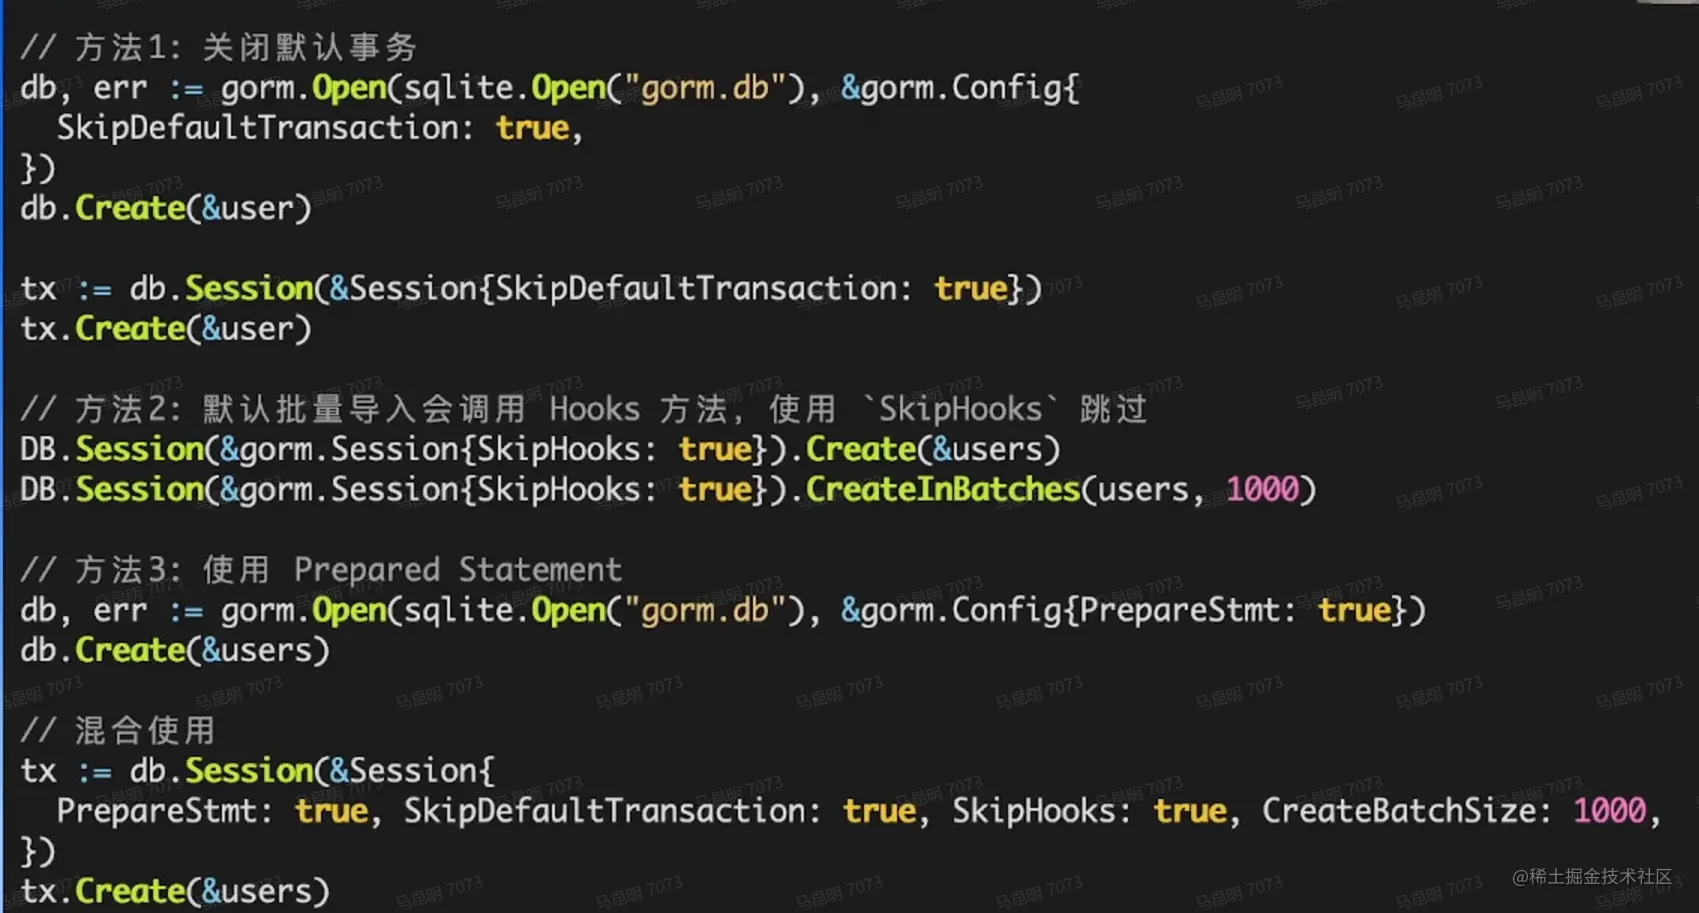 // 方法1: 关闭默认事务
db, err := gorm.Open(sqlite.Open("gorm.db"), &gorm.Config{
  SkipDefaultTransaction: true,
})
db.Create(&user)
tx := db.Session(&Session{SkipDefaultTransaction: true})
tx.Create(&user)
// 方法2: 默认批量导入会调用 Hooks 方法, 使用 `SkipHooks` 跳过
DB.Session(&gorm.Session{SkipHooks: true}).Create(&users)
DB.Session(&gorm.Session{SkipHooks: true}).CreateInBatches(users, 1000)
// 方法3: 使用 Prepared Statement
db, err := gorm.Open(sqlite.Open("gorm.db"), &gorm.Config{PrepareStmt: true})
db.Create(&users)
// 混合使用
tx := db.Session(&Session{
  PrepareStmt: true, SkipDefaultTransaction: true, SkipHooks: true, CreateBatchSize: 1000,
})
tx.Create(&users)
@稀土掘金技术社区
马昆明 7073